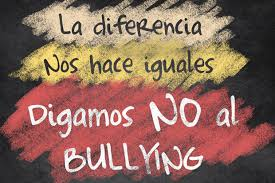 La diferencia
Nos hace iguales
Digamos NO al
BULLYING